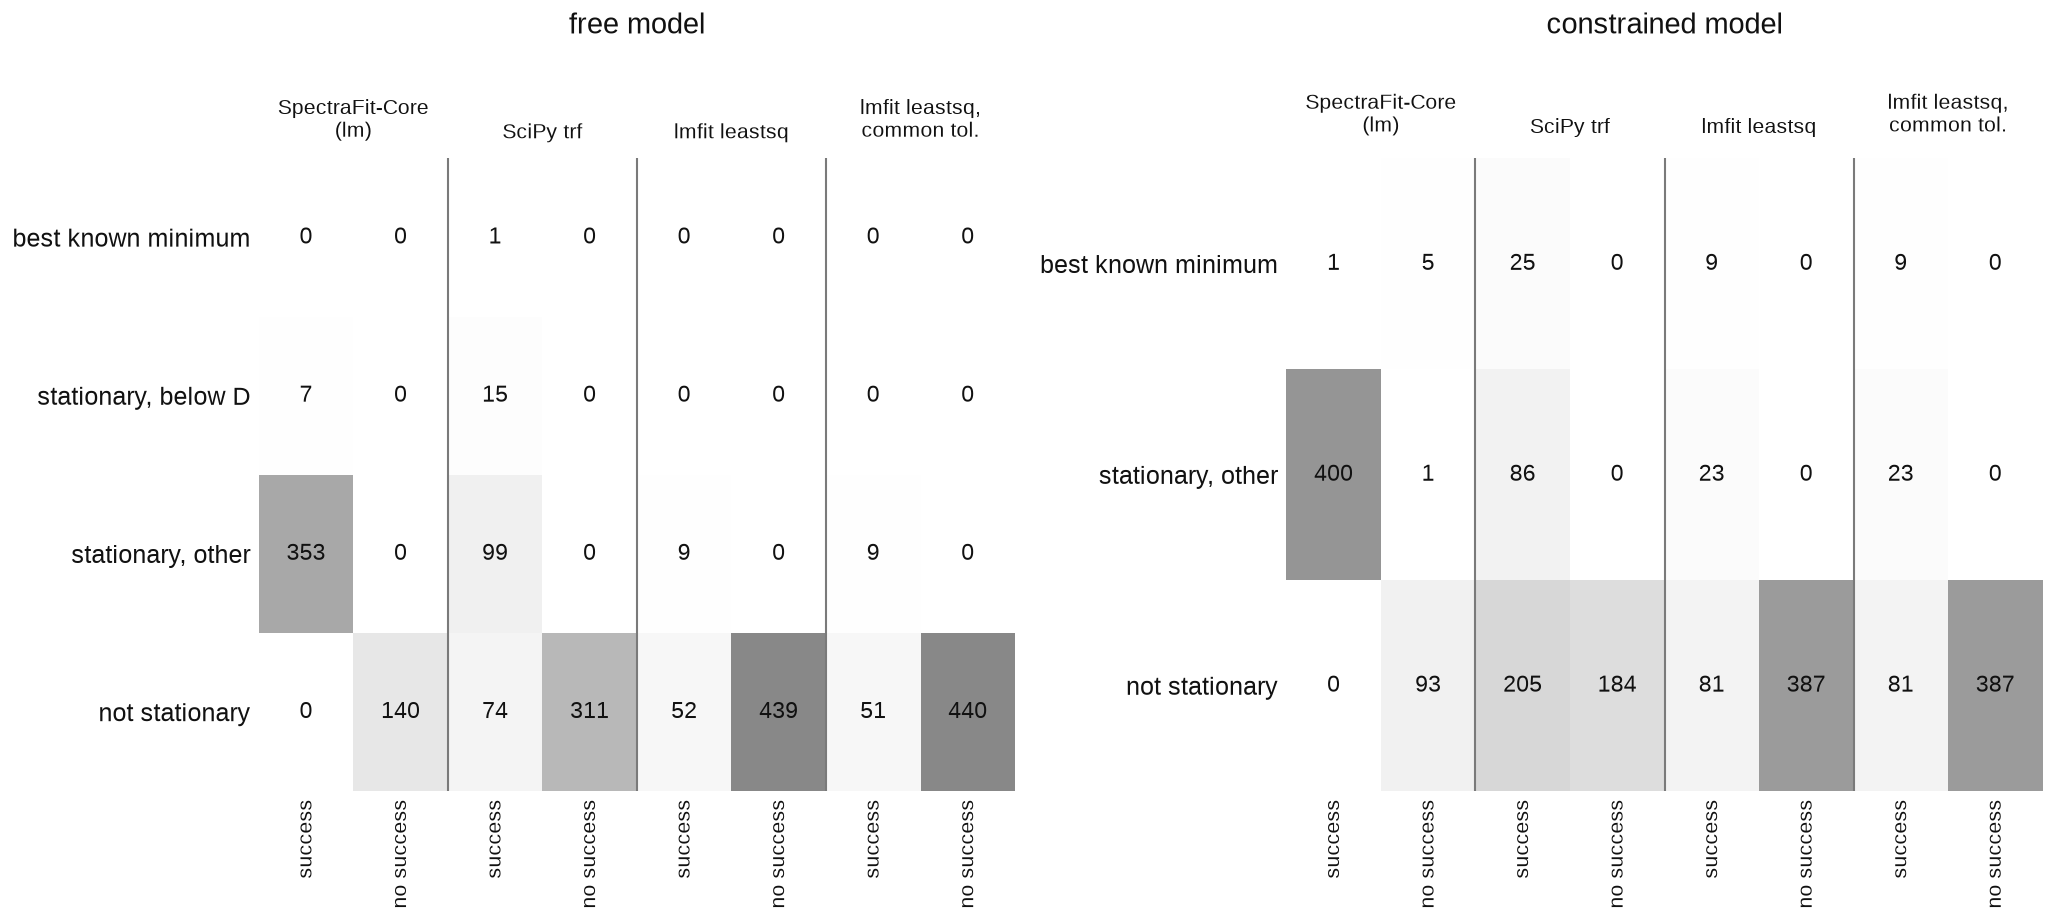 free model
SpectraFit-Core
(lm)
SciPy trf
lmfit leastsq
lmfit leastsq,
common tol.
best known minimum 0 0 1 0 0 0 0 0
stationary, below D 7 0 15 0 0 0 0 0
stationary, other 353 0 99 0 9 0 9 0
not stationary 0 140 74 311 52 439 51 440
success
no success
success
no success
success
no success
success
no success
constrained model
SpectraFit-Core
(lm)
SciPy trf
lmfit leastsq
lmfit leastsq,
common tol.
best known minimum 1 5 25 0 9 0 9 0
stationary, other 400 1 86 0 23 0 23 0
not stationary 0 93 205 184 81 387 81 387
success
no success
success
no success
success
no success
success
no success